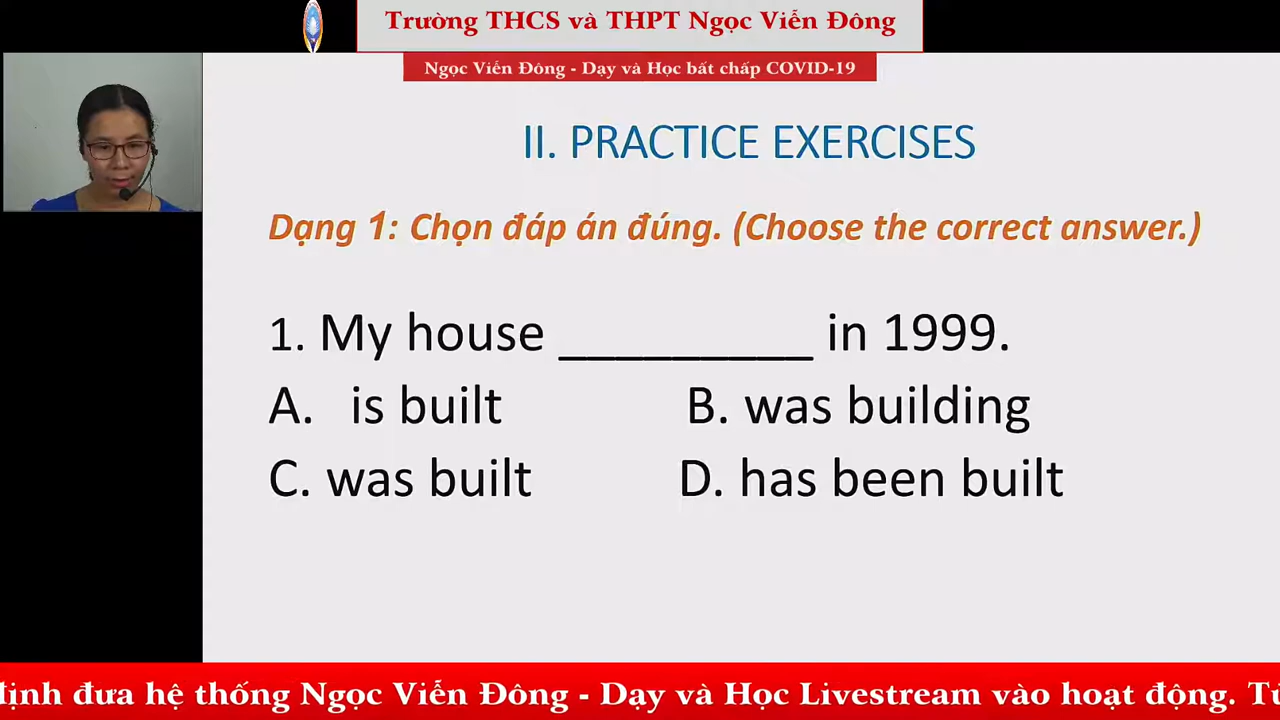 Trường THCS và THPT Ngọc Viễn Đông
Ngọc Viễn Đông - Dạy và Học bất chấp COVID-19
II. PRACTICE EXERCISES
Dạng 1: Chọn đáp án đúng. (Choose the correct answer.)
1. My house _________ in 1999.
A. is built B. was building
C. was built D. has been built
định đưa hệ thống Ngọc Viễn Đông - Dạy và Học Livestream vào hoạt động.